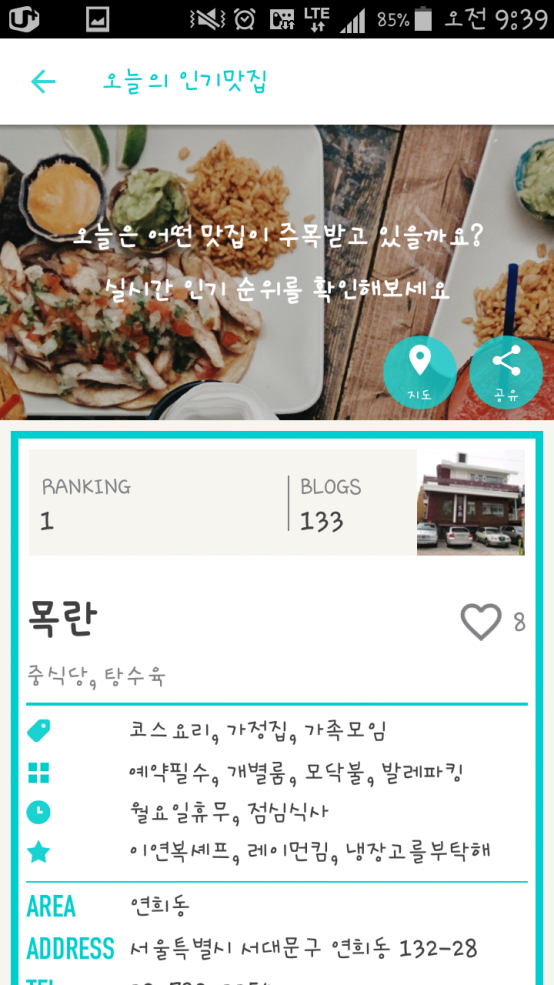 LTE 85% 오전 9:39
오늘의 인기맛집
오늘은 어떤 맛집이 주목받고 있을까요?
실시간 인기 순위를 확인해보세요
지도 공유
RANKING BLOGS
1 133
목란 8
중식당, 탕수육
코스요리, 가정집, 가족모임
예약필수, 개별룸, 모닥불, 발레파킹
월요일휴무, 점심식사
이연복셰프, 레이먼킴, 냉장고를부탁해
AREA 연희동
ADDRESS 서울특별시 서대문구 연희동 132-28
TEL